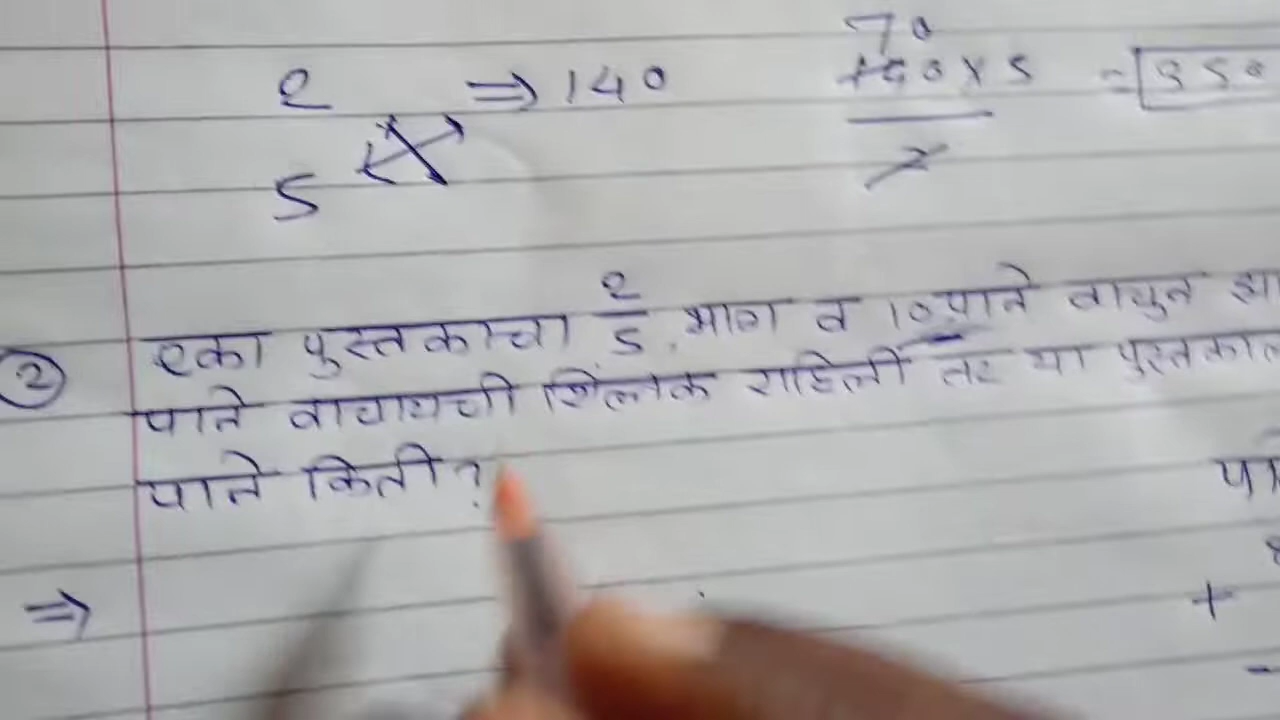 2 ⇒ 140
5
70
140 x 5 = 350
2
② एका पुस्तकाचा 2/5 भाग व 10 पाने वाचुन झा
पाने वाचायची शिल्लक राहिली तर या पुस्तकात
पाने किती?
⇒
+
-